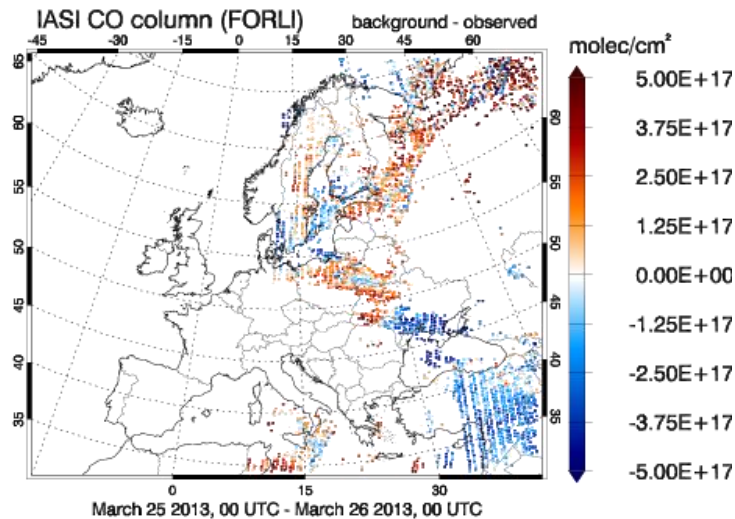 IASI CO column (FORLI) background - observed
-45 -30 -15 0 15 30 45 60
molec/cm²
65 60 55 50 45 40 35
60 55 50 45 40 35
5.00E+17
3.75E+17
2.50E+17
1.25E+17
0.00E+00
-1.25E+17
-2.50E+17
-3.75E+17
-5.00E+17
0 15 30
March 25 2013, 00 UTC - March 26 2013, 00 UTC